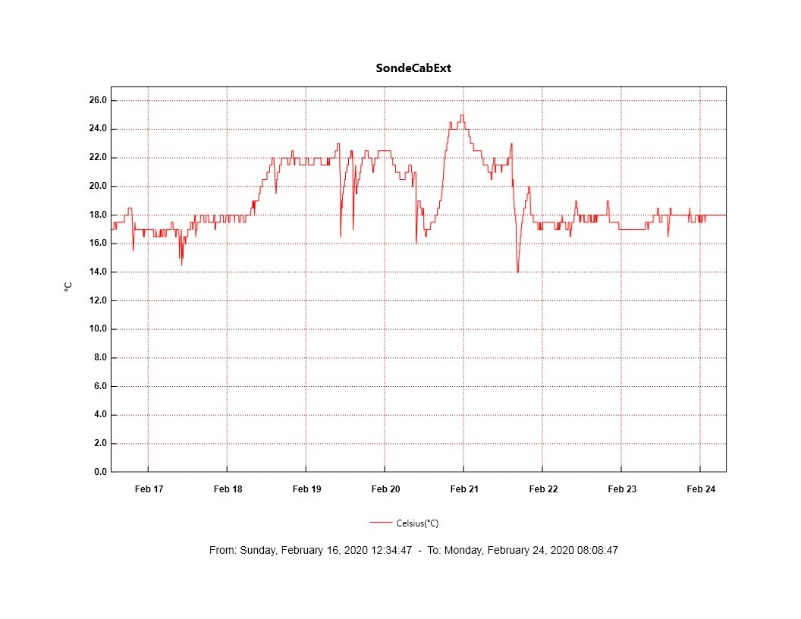 SondeCabExt
26.0
24.0
22.0
20.0
18.0
16.0
14.0
12.0
10.0
8.0
6.0
4.0
2.0
0.0
°C
Feb 17 Feb 18 Feb 19 Feb 20 Feb 21 Feb 22 Feb 23 Feb 24
Celsius(°C)
From: Sunday, February 16, 2020 12:34:47 - To: Monday, February 24, 2020 08:08:47